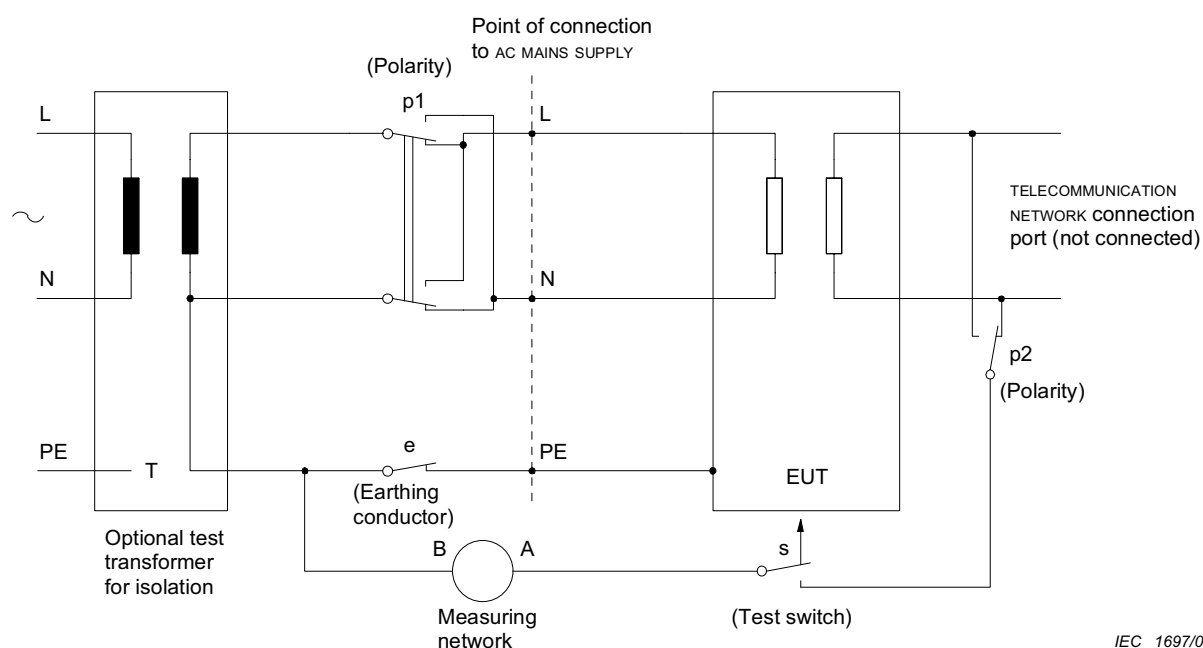 Point of connection
to AC MAINS SUPPLY
(Polarity)
p1
L
L
TELECOMMUNICATION
NETWORK connection
port (not connected)
N
N
p2
(Polarity)
PE
T
e
PE
EUT
(Earthing
conductor)
Optional test
transformer
for isolation
B
A
s
Measuring
network
(Test switch)
IEC 1697/0